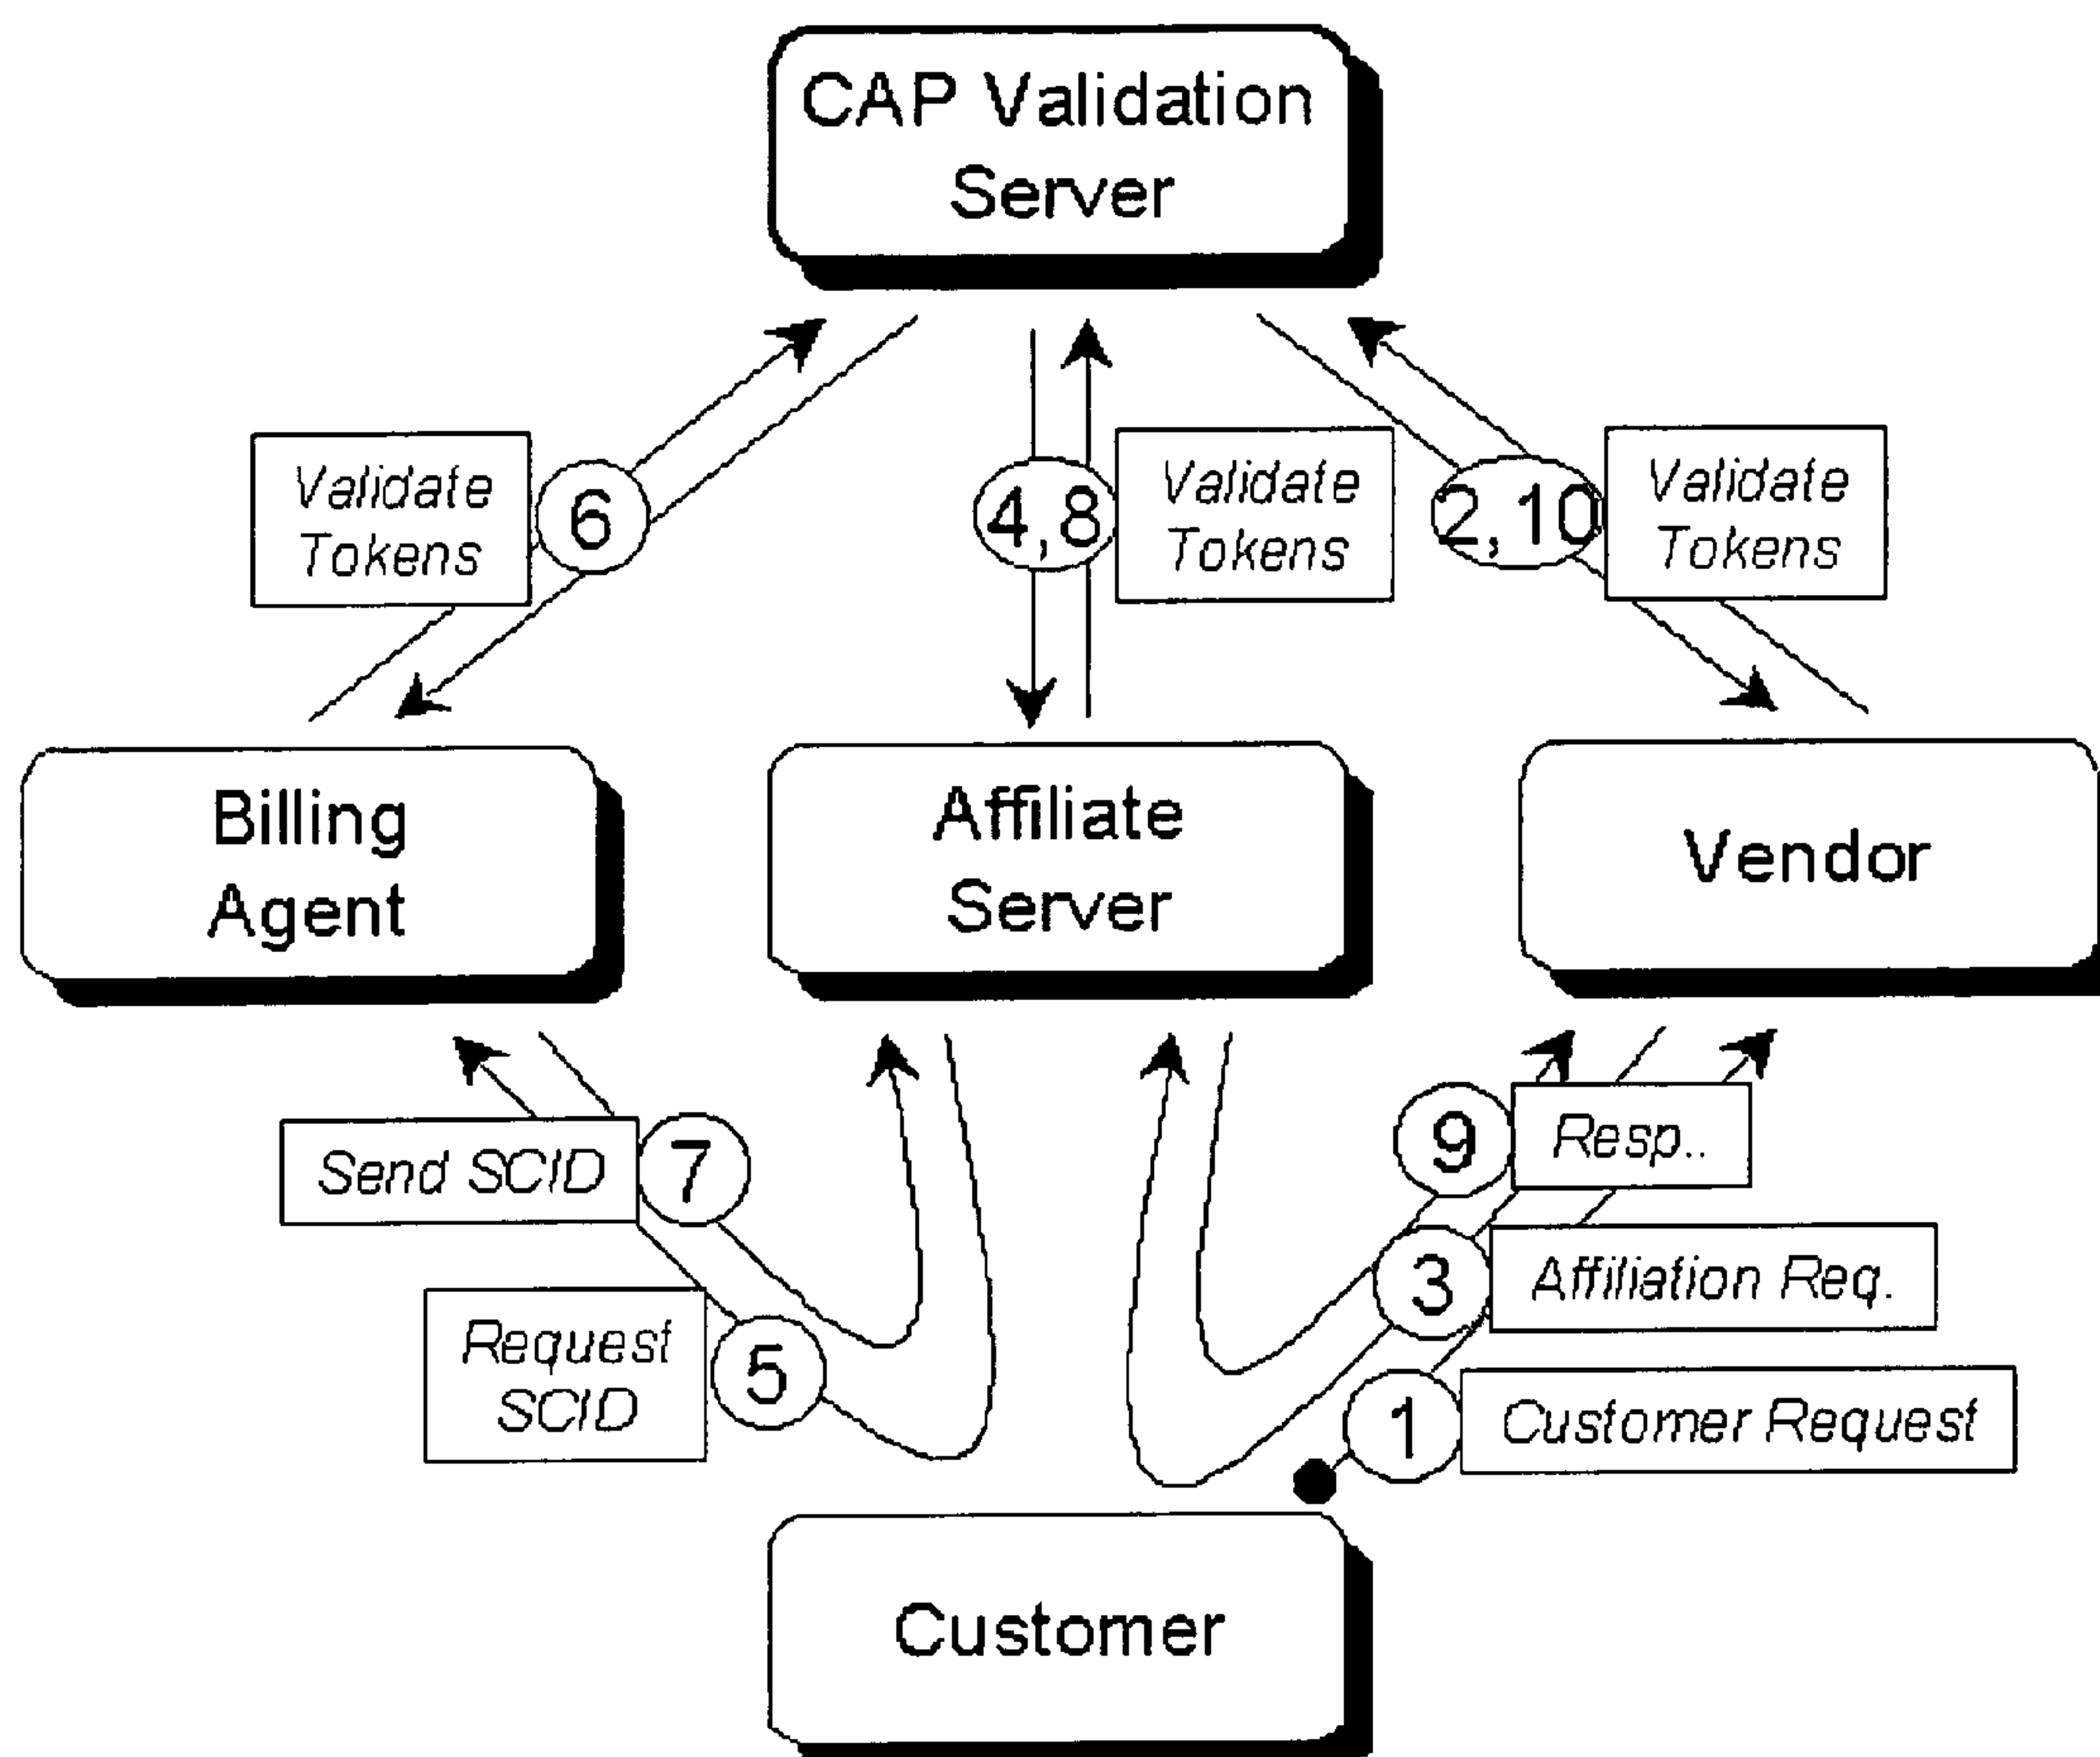 CAP Validation
Server
Validate
Tokens
6
4,8
Validate
Tokens
2,10
Validate
Tokens
Billing
Agent
Affiliate
Server
Vendor
Send SCID
7
9
Resp..
3
Affiliation Req.
Request
SCID
5
1
Customer Request
Customer